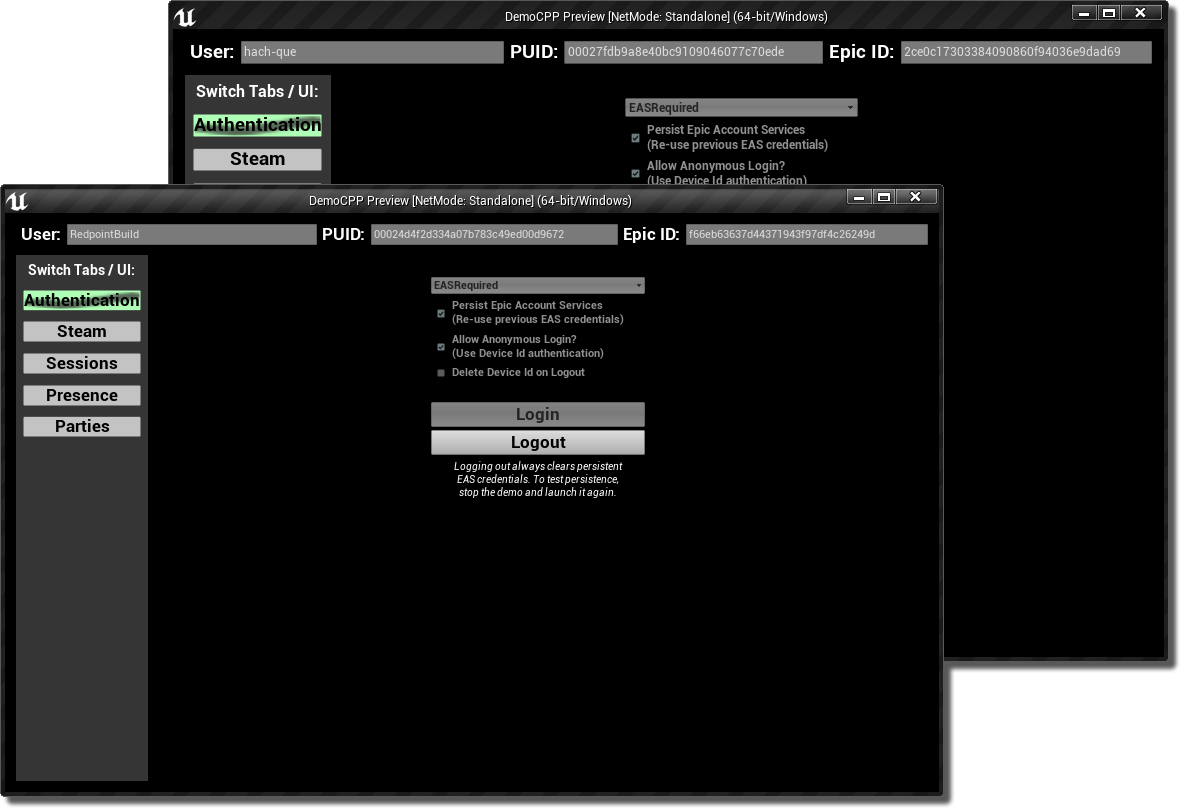 DemoCPP Preview [NetMode: Standalone] (64-bit/Windows)
User: hach-que PUID: 00027fdb9a8e40bc9109046077c70ede Epic ID: 2ce0c17303384090860f94036e9dad69
Switch Tabs / UI:
Authentication
Steam
EASRequired
Persist Epic Account Services
(Re-use previous EAS credentials)
Allow Anonymous Login?
(Use Device Id authentication)
DemoCPP Preview [NetMode: Standalone] (64-bit/Windows)
User: RedpointBuild PUID: 00024d4f2d334a07b783c49ed00d9672 Epic ID: f66eb63637d44371943f97df4c26249d
Switch Tabs / UI:
Authentication
Steam
Sessions
Presence
Parties
EASRequired
Persist Epic Account Services
(Re-use previous EAS credentials)
Allow Anonymous Login?
(Use Device Id authentication)
Delete Device Id on Logout
Login
Logout
Logging out always clears persistent
EAS credentials. To test persistence,
stop the demo and launch it again.